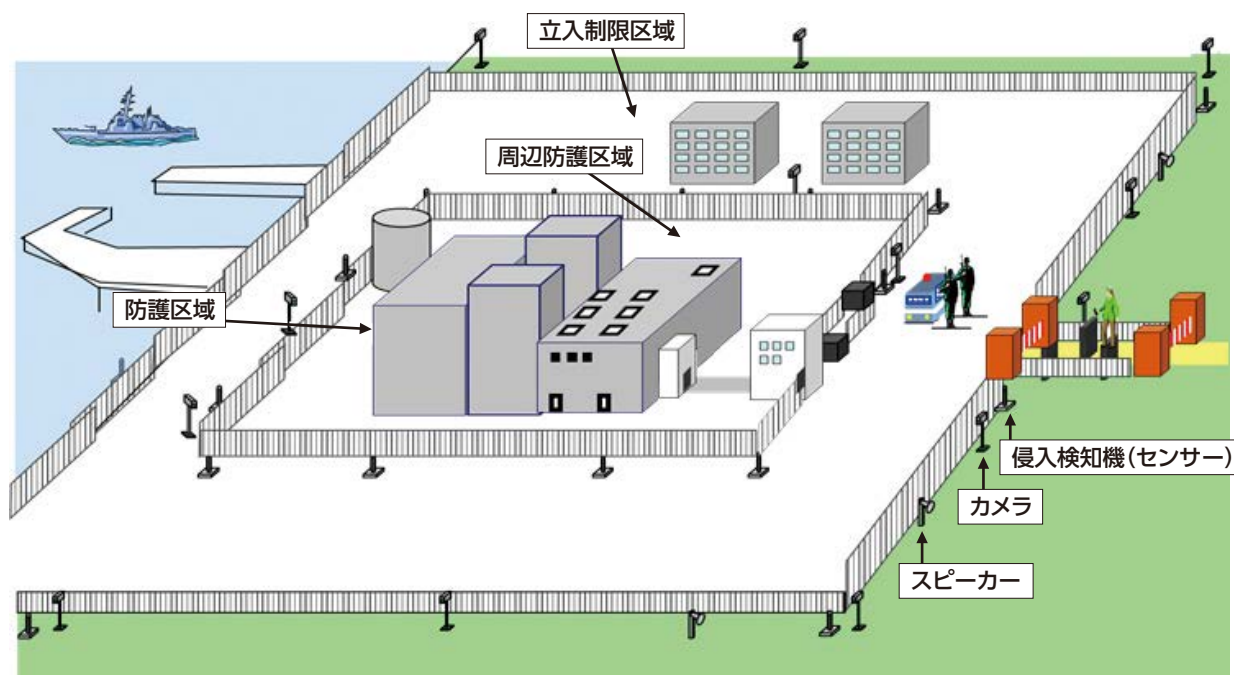 立入制限区域
周辺防護区域
防護区域
侵入検知機（センサー）
カメラ
スピーカー